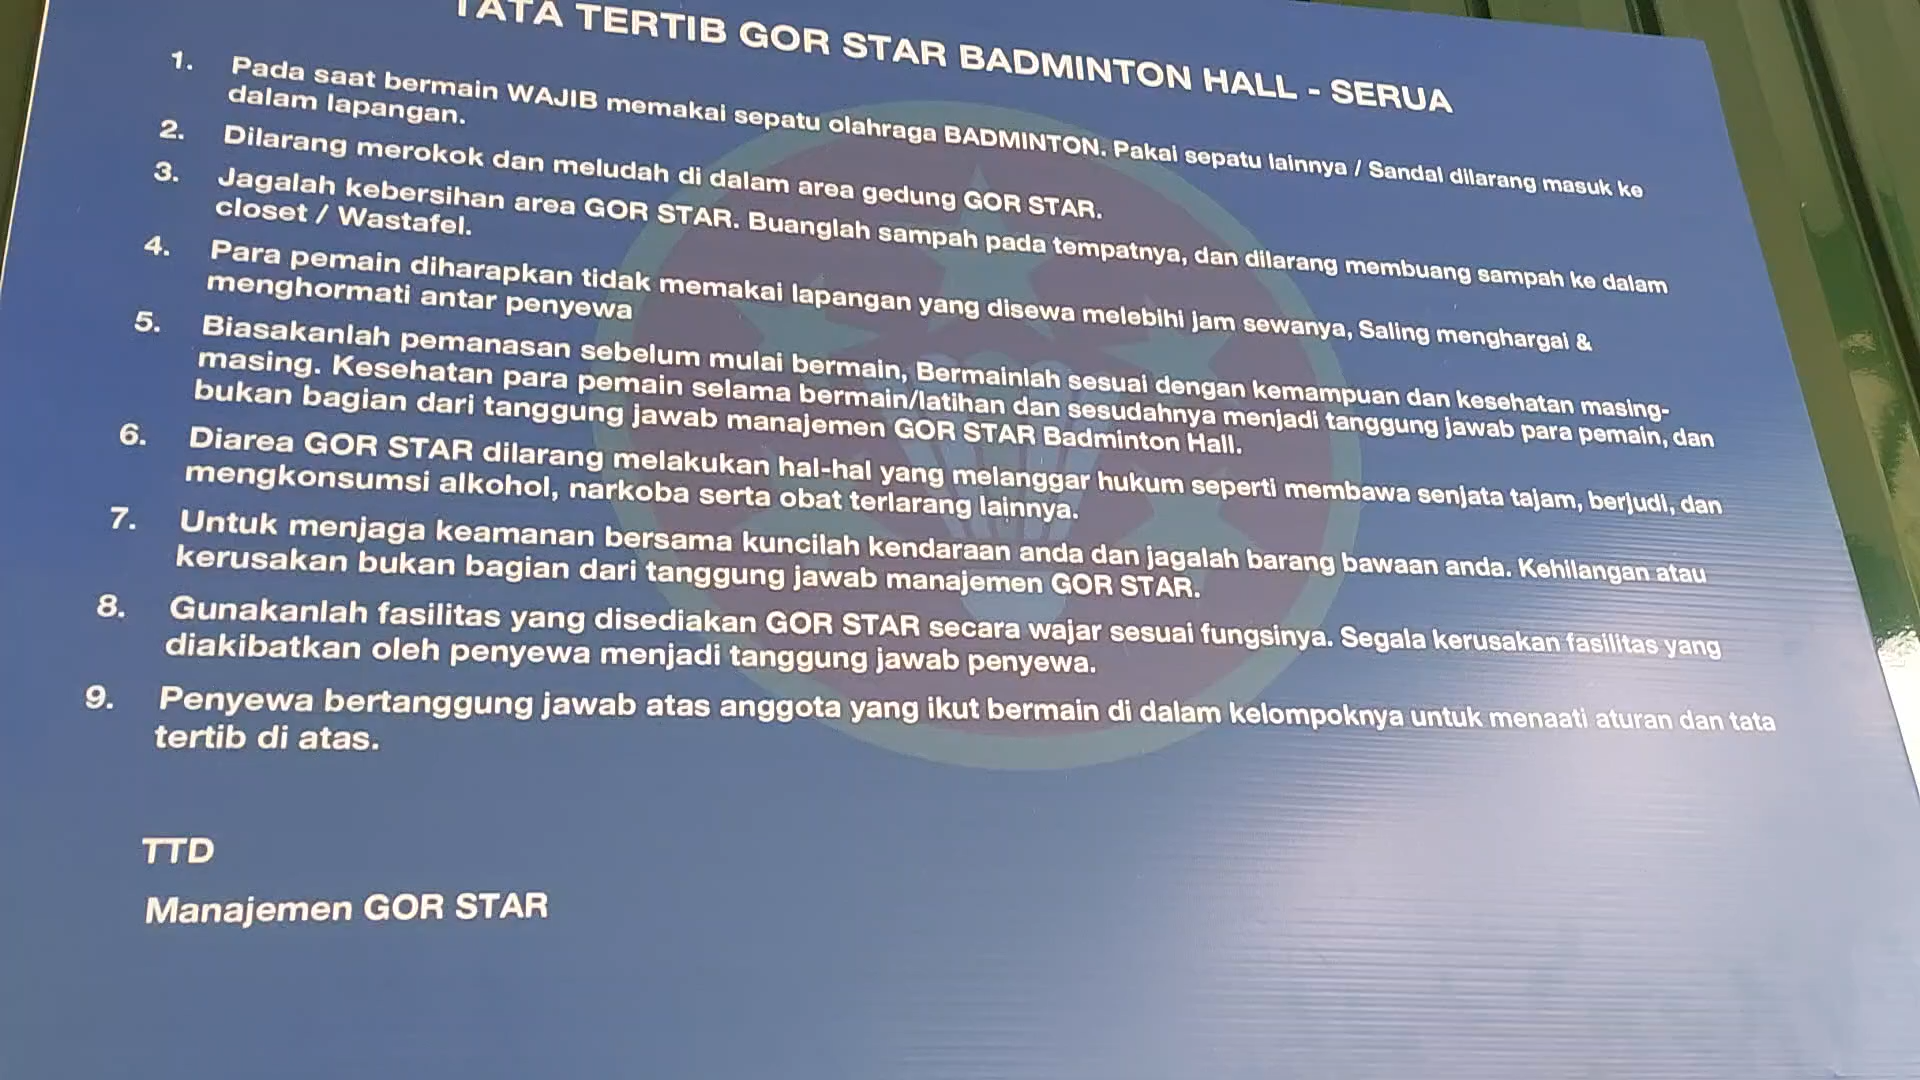 TATA TERTIB GOR STAR BADMINTON HALL - SERUA
1. Pada saat bermain WAJIB memakai sepatu olahraga BADMINTON. Pakai sepatu lainnya / Sandal dilarang masuk ke
dalam lapangan.
2. Dilarang merokok dan meludah di dalam area gedung GOR STAR.
3. Jagalah kebersihan area GOR STAR. Buanglah sampah pada tempatnya, dan dilarang membuang sampah ke dalam
closet / Wastafel.
4. Para pemain diharapkan tidak memakai lapangan yang disewa melebihi jam sewanya, Saling menghargai &
menghormati antar penyewa
5. Biasakanlah pemanasan sebelum mulai bermain, Bermainlah sesuai dengan kemampuan dan kesehatan masing-
masing. Kesehatan para pemain selama bermain/latihan dan sesudahnya menjadi tanggung jawab para pemain, dan
bukan bagian dari tanggung jawab manajemen GOR STAR Badminton Hall.
6. Diarea GOR STAR dilarang melakukan hal-hal yang melanggar hukum seperti membawa senjata tajam, berjudi, dan
mengkonsumsi alkohol, narkoba serta obat terlarang lainnya.
7. Untuk menjaga keamanan bersama kuncilah kendaraan anda dan jagalah barang bawaan anda. Kehilangan atau
kerusakan bukan bagian dari tanggung jawab manajemen GOR STAR.
8. Gunakanlah fasilitas yang disediakan GOR STAR secara wajar sesuai fungsinya. Segala kerusakan fasilitas yang
diakibatkan oleh penyewa menjadi tanggung jawab penyewa.
9. Penyewa bertanggung jawab atas anggota yang ikut bermain di dalam kelompoknya untuk menaati aturan dan tata
tertib di atas.
TTD
Manajemen GOR STAR